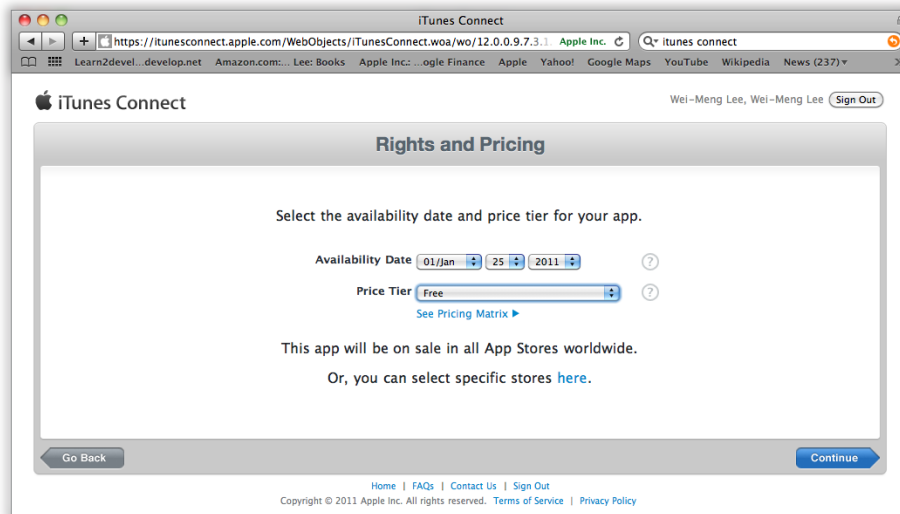 iTunes Connect
https://itunesconnect.apple.com/WebObjects/iTunesConnect.woa/wo/12.0.0.9.7.3.1. Apple Inc. itunes connect
Learn2devel...develop.net Amazon.com:... Lee: Books Apple Inc.: ...ogle Finance Apple Yahoo! Google Maps YouTube Wikipedia News (237)
iTunes Connect Wei-Meng Lee, Wei-Meng Lee Sign Out
Rights and Pricing
Select the availability date and price tier for your app.
Availability Date 01/Jan 25 2011 ?
Price Tier Free ?
See Pricing Matrix
This app will be on sale in all App Stores worldwide.
Or, you can select specific stores here.
Go Back Continue
Home | FAQs | Contact Us | Sign Out
Copyright © 2011 Apple Inc. All rights reserved. Terms of Service | Privacy Policy